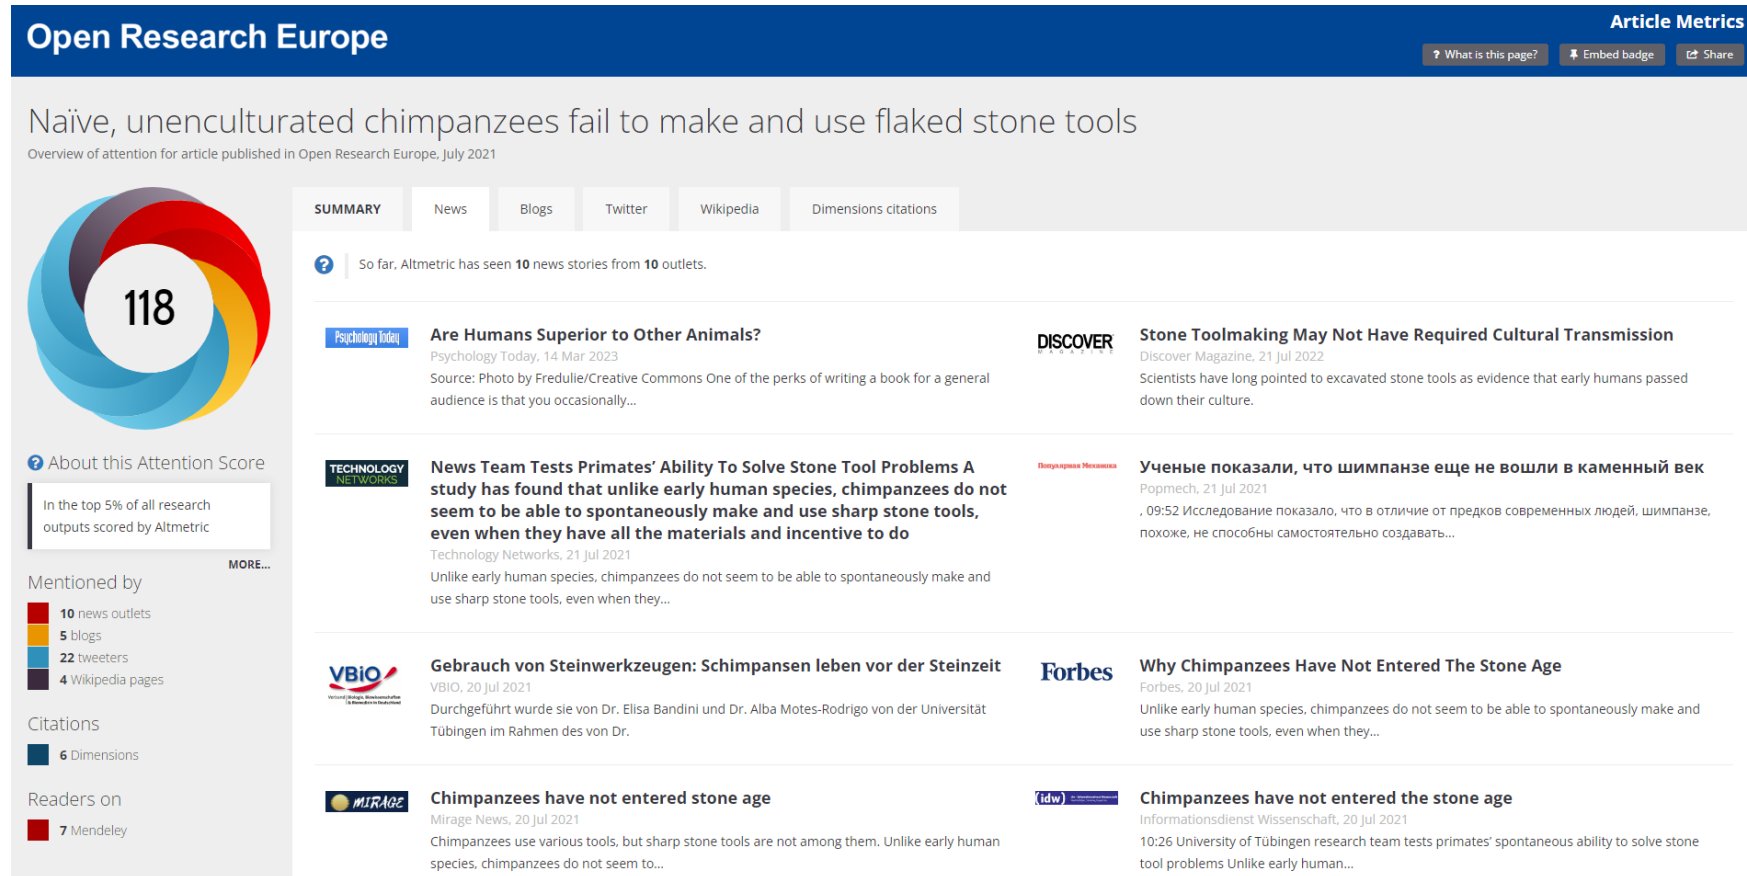 Open Research Europe
Article Metrics
? What is this page?
Embed badge
Share
Naïve, unenculturated chimpanzees fail to make and use flaked stone tools
Overview of attention for article published in Open Research Europe, July 2021
118
SUMMARY
News
Blogs
Twitter
Wikipedia
Dimensions citations
? So far, Altmetric has seen 10 news stories from 10 outlets.
? About this Attention Score
In the top 5% of all research
outputs scored by Altmetric
MORE...
Mentioned by
10 news outlets
5 blogs
22 tweeters
4 Wikipedia pages
Citations
6 Dimensions
Readers on
7 Mendeley
Psychology Today
Are Humans Superior to Other Animals?
Psychology Today, 14 Mar 2023
Source: Photo by Fredulie/Creative Commons One of the perks of writing a book for a general
audience is that you occasionally...
DISCOVER
MAGAZINE
Stone Toolmaking May Not Have Required Cultural Transmission
Discover Magazine, 21 Jul 2022
Scientists have long pointed to excavated stone tools as evidence that early humans passed
down their culture.
TECHNOLOGY
NETWORKS
News Team Tests Primates’ Ability To Solve Stone Tool Problems A
study has found that unlike early human species, chimpanzees do not
seem to be able to spontaneously make and use sharp stone tools,
even when they have all the materials and incentive to do
Technology Networks, 21 Jul 2021
Unlike early human species, chimpanzees do not seem to be able to spontaneously make and
use sharp stone tools, even when they...
Популярная Механика
Ученые показали, что шимпанзе еще не вошли в каменный век
Popmech, 21 Jul 2021
, 09:52 Исследование показало, что в отличие от предков современных людей, шимпанзе,
похоже, не способны самостоятельно создавать...
VBiO
Gebrauch von Steinwerkzeugen: Schimpansen leben vor der Steinzeit
VBIO, 20 Jul 2021
Durchgeführt wurde sie von Dr. Elisa Bandini und Dr. Alba Motes-Rodrigo von der Universität
Tübingen im Rahmen des von Dr.
Forbes
Why Chimpanzees Have Not Entered The Stone Age
Forbes, 20 Jul 2021
Unlike early human species, chimpanzees do not seem to be able to spontaneously make and
use sharp stone tools, even when they...
MIRAGE
Chimpanzees have not entered stone age
Mirage News, 20 Jul 2021
Chimpanzees use various tools, but sharp stone tools are not among them. Unlike early human
species, chimpanzees do not seem to...
(idw)
Chimpanzees have not entered the stone age
Informationsdienst Wissenschaft, 20 Jul 2021
10:26 University of Tübingen research team tests primates’ spontaneous ability to solve stone
tool problems Unlike early human...